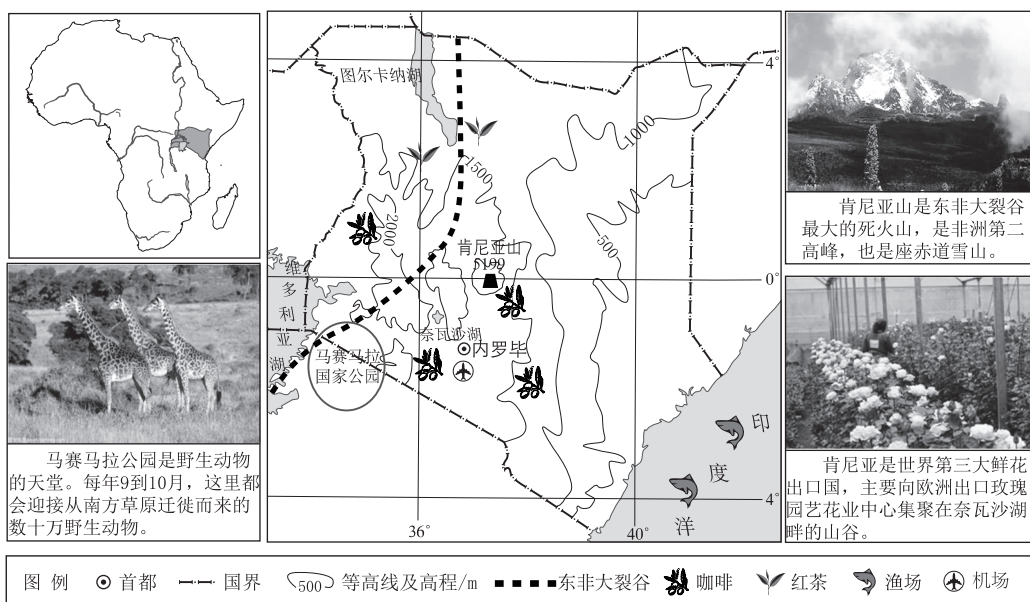 图尔卡纳湖
4°
1000
1500
2000
500
肯尼亚山
5199
0°
维多利亚湖
奈瓦沙湖
内罗毕
马赛马拉
国家公园
印度洋
4°
36°
40°
马赛马拉公园是野生动物
的天堂。每年9到10月，这里都
会迎接从南方草原迁徙而来的
数十万野生动物。
肯尼亚山是东非大裂谷
最大的死火山，是非洲第二
高峰，也是座赤道雪山。
肯尼亚是世界第三大鲜花
出口国，主要向欧洲出口玫瑰
园艺花业中心集聚在奈瓦沙湖
畔的山谷。
图 例 首都 国界 500 等高线及高程/m 东非大裂谷 咖啡 红茶 渔场 机场